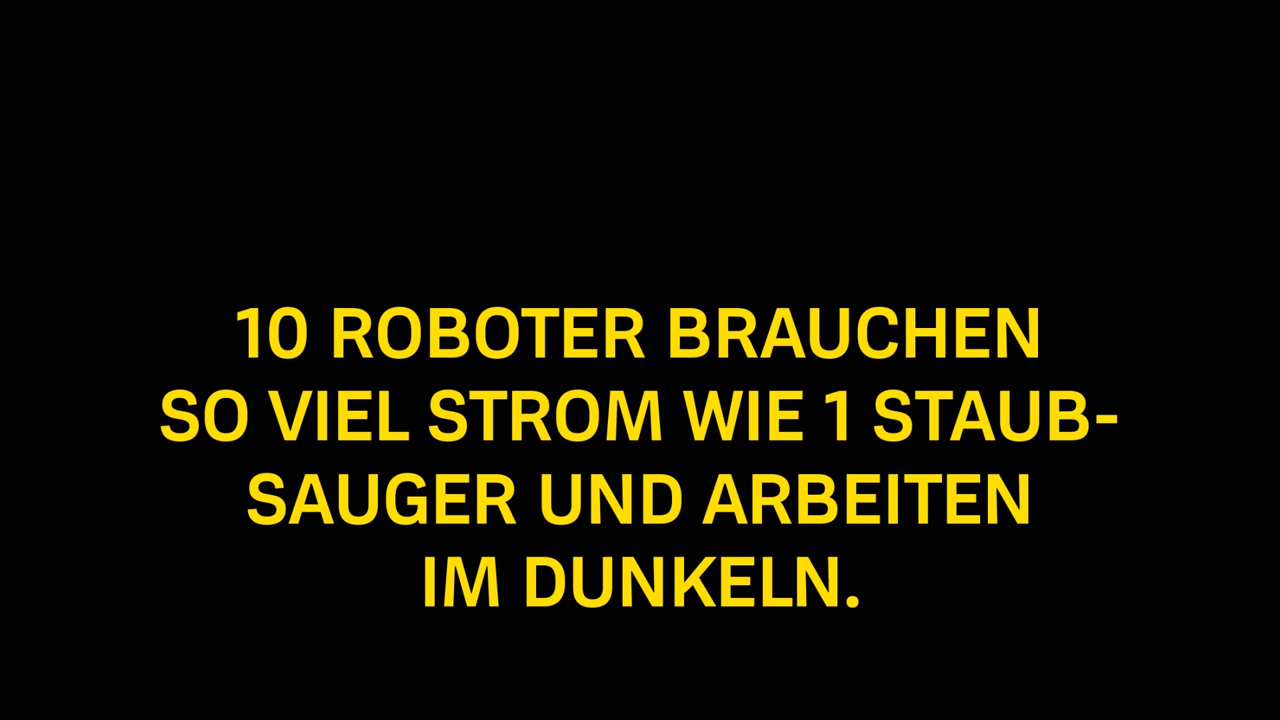 10 ROBOTER BRAUCHEN
SO VIEL STROM WIE 1 STAUB-
SAUGER UND ARBEITEN
IM DUNKELN.